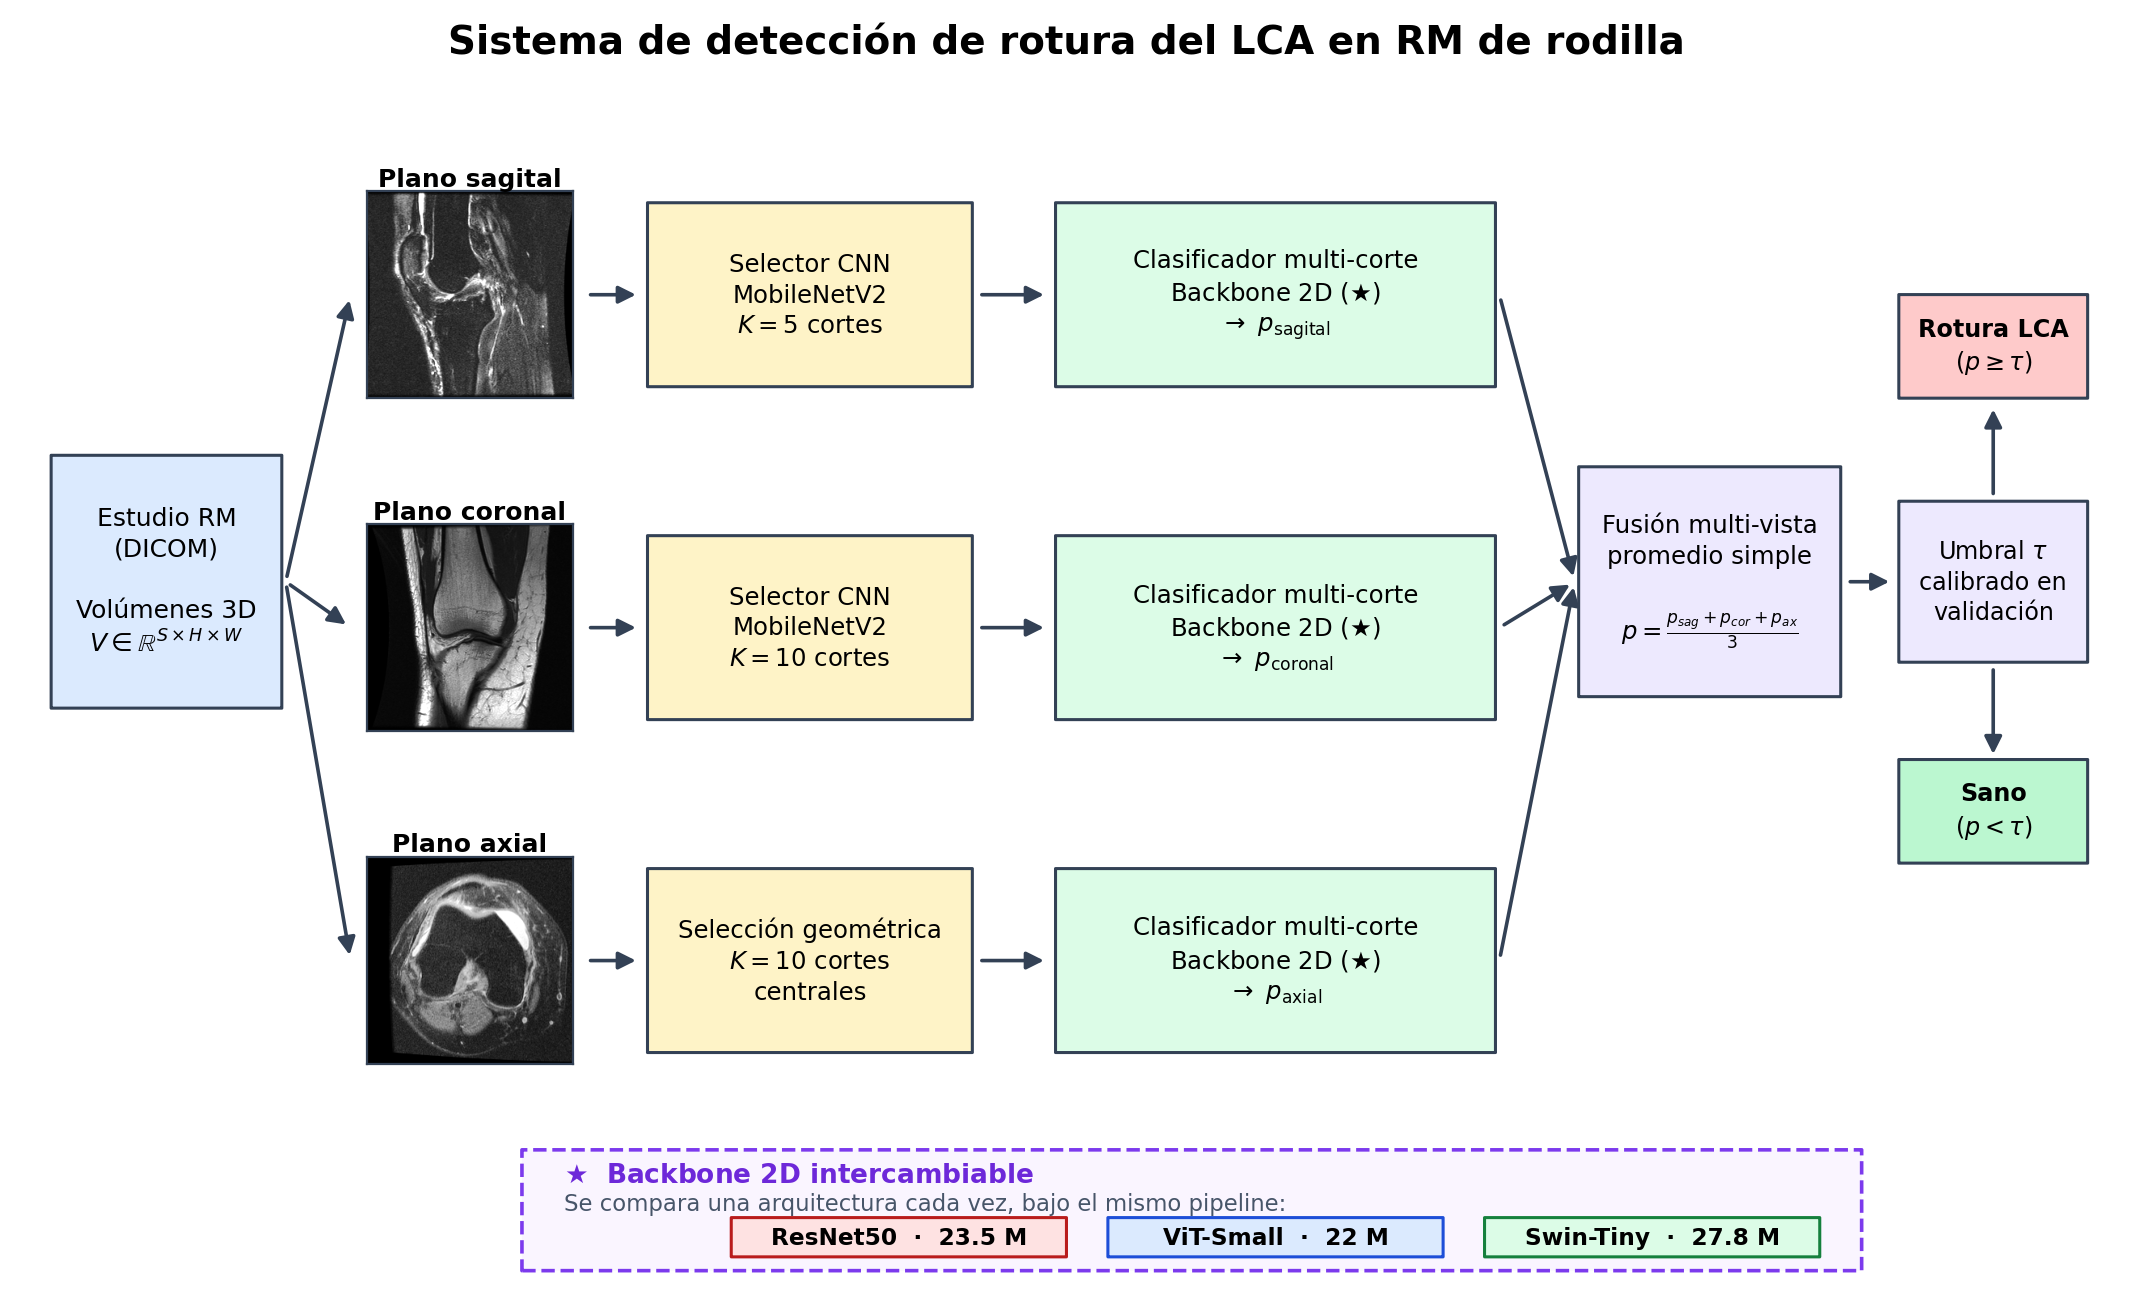 Sistema de detección de rotura del LCA en RM de rodilla
Estudio RM
(DICOM)
Volúmenes 3D
V ∈ ℝ^{S×H×W}
Plano sagital
Selector CNN
MobileNetV2
K = 5 cortes
Clasificador multi-corte
Backbone 2D (★)
→ p_sagital
Plano coronal
Selector CNN
MobileNetV2
K = 10 cortes
Clasificador multi-corte
Backbone 2D (★)
→ p_coronal
Plano axial
Selección geométrica
K = 10 cortes
centrales
Clasificador multi-corte
Backbone 2D (★)
→ p_axial
Fusión multi-vista
promedio simple
p = (p_sag + p_cor + p_ax) / 3
Rotura LCA
(p ≥ τ)
Umbral τ
calibrado en
validación
Sano
(p < τ)
★ Backbone 2D intercambiable
Se compara una arquitectura cada vez, bajo el mismo pipeline:
ResNet50 · 23.5 M
ViT-Small · 22 M
Swin-Tiny · 27.8 M